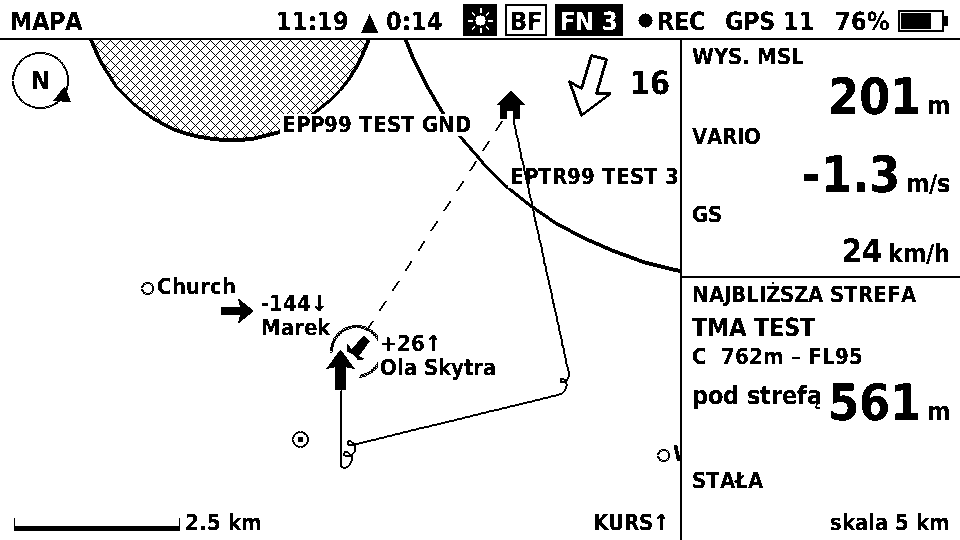 MAPA 11:19 ▲ 0:14 BF FN 3 ●REC GPS 11 76%
N
16
EPP99 TEST GND
EPTR99 TEST 3
Church
-144↓
Marek
+26↑
Ola Skytra
2.5 km
KURS↑
WYS. MSL
201 m
VARIO
-1.3 m/s
GS
24 km/h
NAJBLIŻSZA STREFA
TMA TEST
C 762m – FL95
pod strefą 561 m
STAŁA
skala 5 km